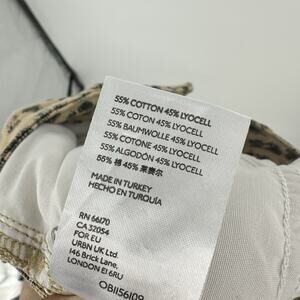 55% COTTON 45% LYOCELL
55% COTON 45% LYOCELL
55% BAUMWOLLE 45% LYOCELL
55% COTONE 45% LYOCELL
55% ALGODÓN 45% LYOCELL
55% 棉 45% 莱赛尔
MADE IN TURKEY
HECHO EN TURQUÍA
RN 66170
CA 32054
FOR EU
URBN UK Ltd.
146 Brick Lane,
LONDON E1 6RU
OB1156109